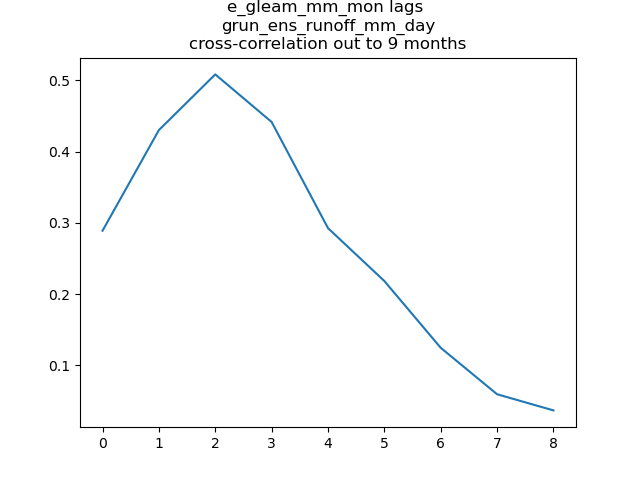 e_gleam_mm_mon lags
grun_ens_runoff_mm_day
cross-correlation out to 9 months
0.5
0.4
0.3
0.2
0.1
0 1 2 3 4 5 6 7 8